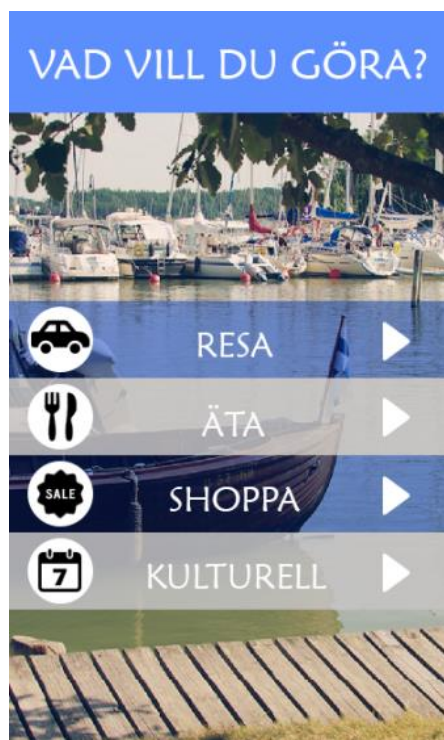 VAD VILL DU GÖRA?
RESA
ÄTA
SALE
SHOPPA
7
KULTURELL